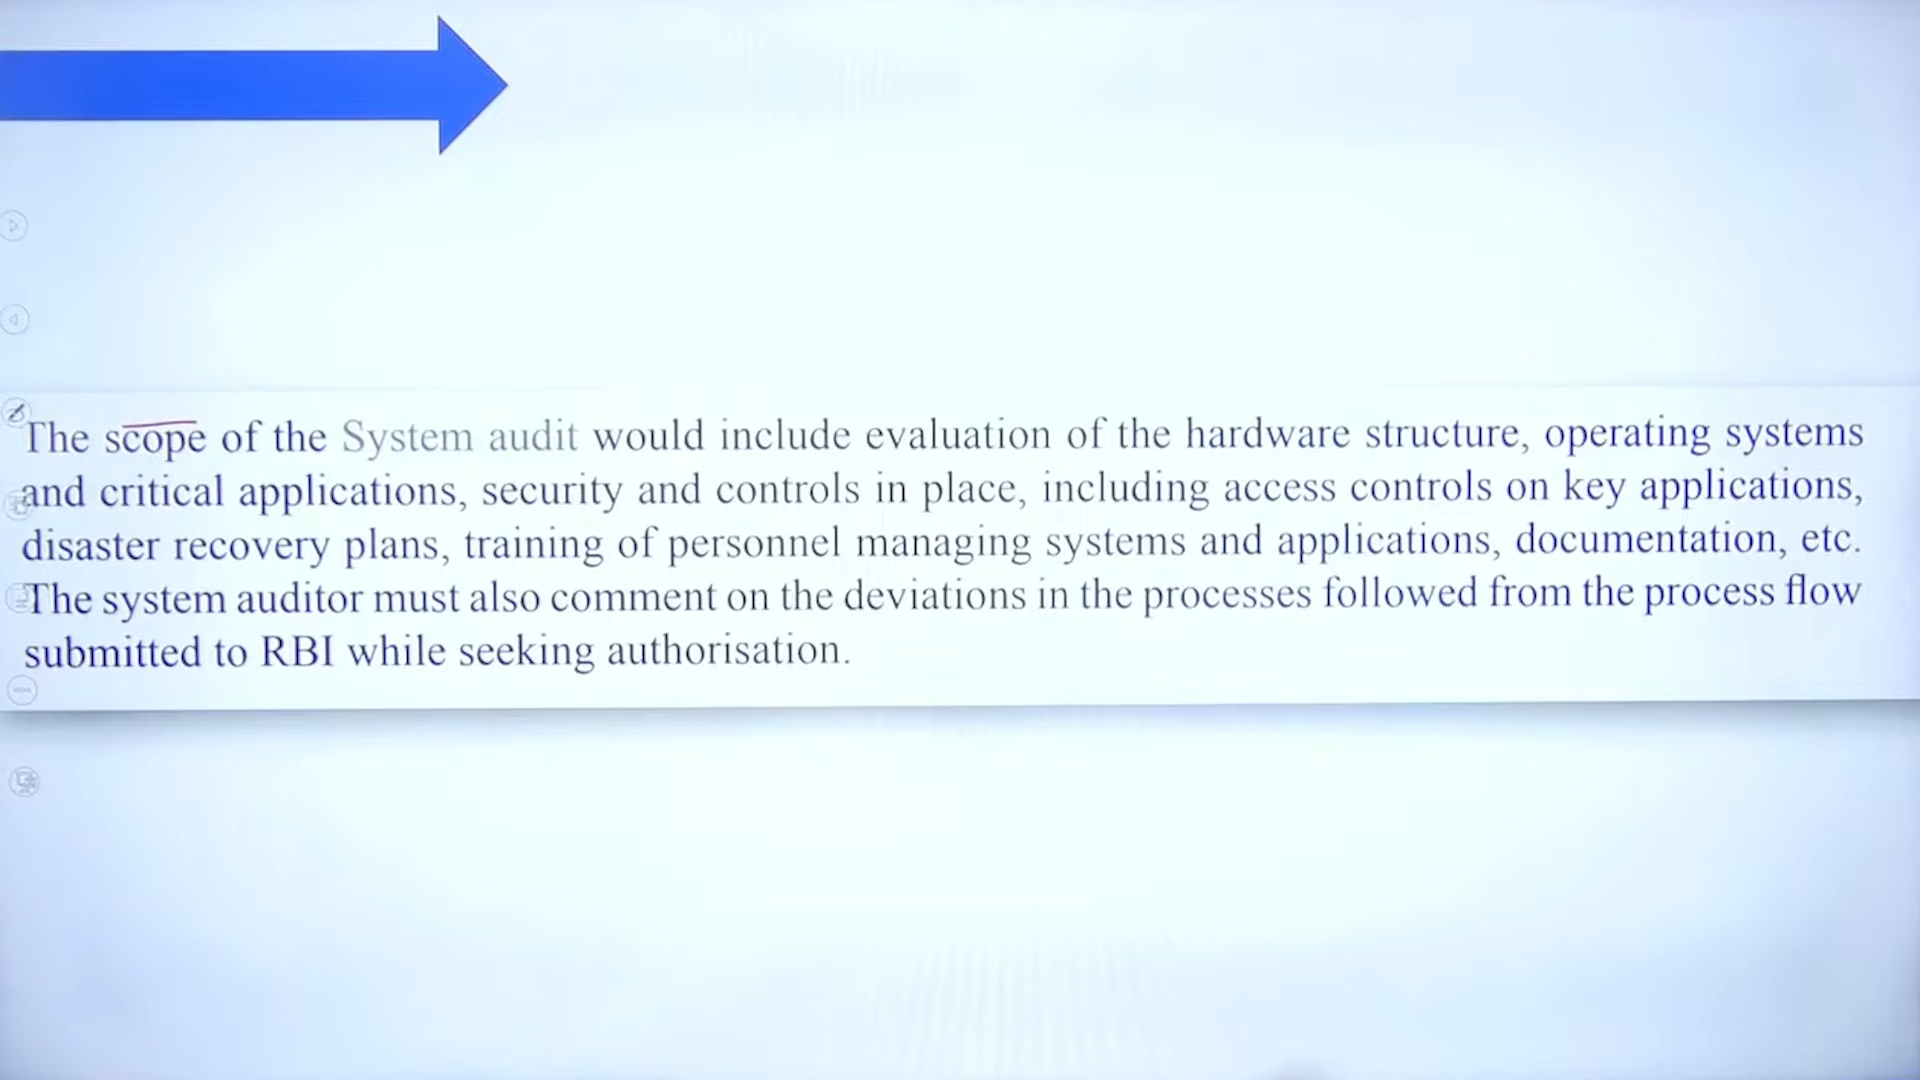 The scope of the System audit would include evaluation of the hardware structure, operating systems
and critical applications, security and controls in place, including access controls on key applications,
disaster recovery plans, training of personnel managing systems and applications, documentation, etc.
The system auditor must also comment on the deviations in the processes followed from the process flow
submitted to RBI while seeking authorisation.